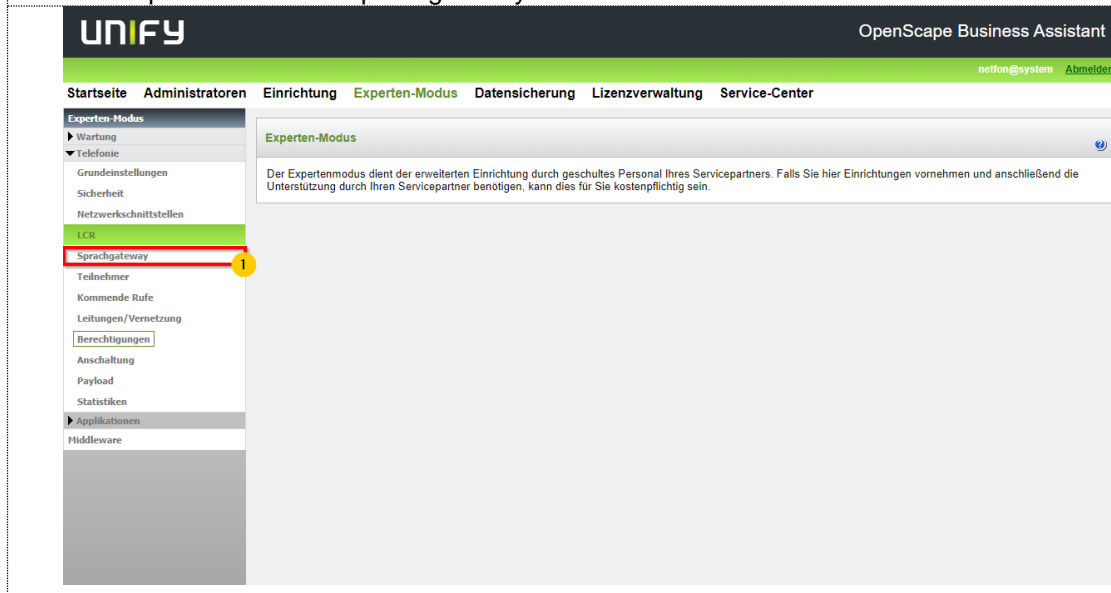 UNIFY
OpenScape Business Assistant
netfon@system Abmelden
Startseite Administratoren Einrichtung Experten-Modus Datensicherung Lizenzverwaltung Service-Center
Experten-Modus
Wartung
Telefonie
Grundeinstellungen
Sicherheit
Netzwerkschnittstellen
LCR
Sprachgateway
1
Teilnehmer
Kommende Rufe
Leitungen/Vernetzung
Berechtigungen
Anschaltung
Payload
Statistiken
Applikationen
Middleware
Experten-Modus
Der Expertenmodus dient der erweiterten Einrichtung durch geschultes Personal Ihres Servicepartners. Falls Sie hier Einrichtungen vornehmen und anschließend die
Unterstützung durch Ihren Servicepartner benötigen, kann dies für Sie kostenpflichtig sein.